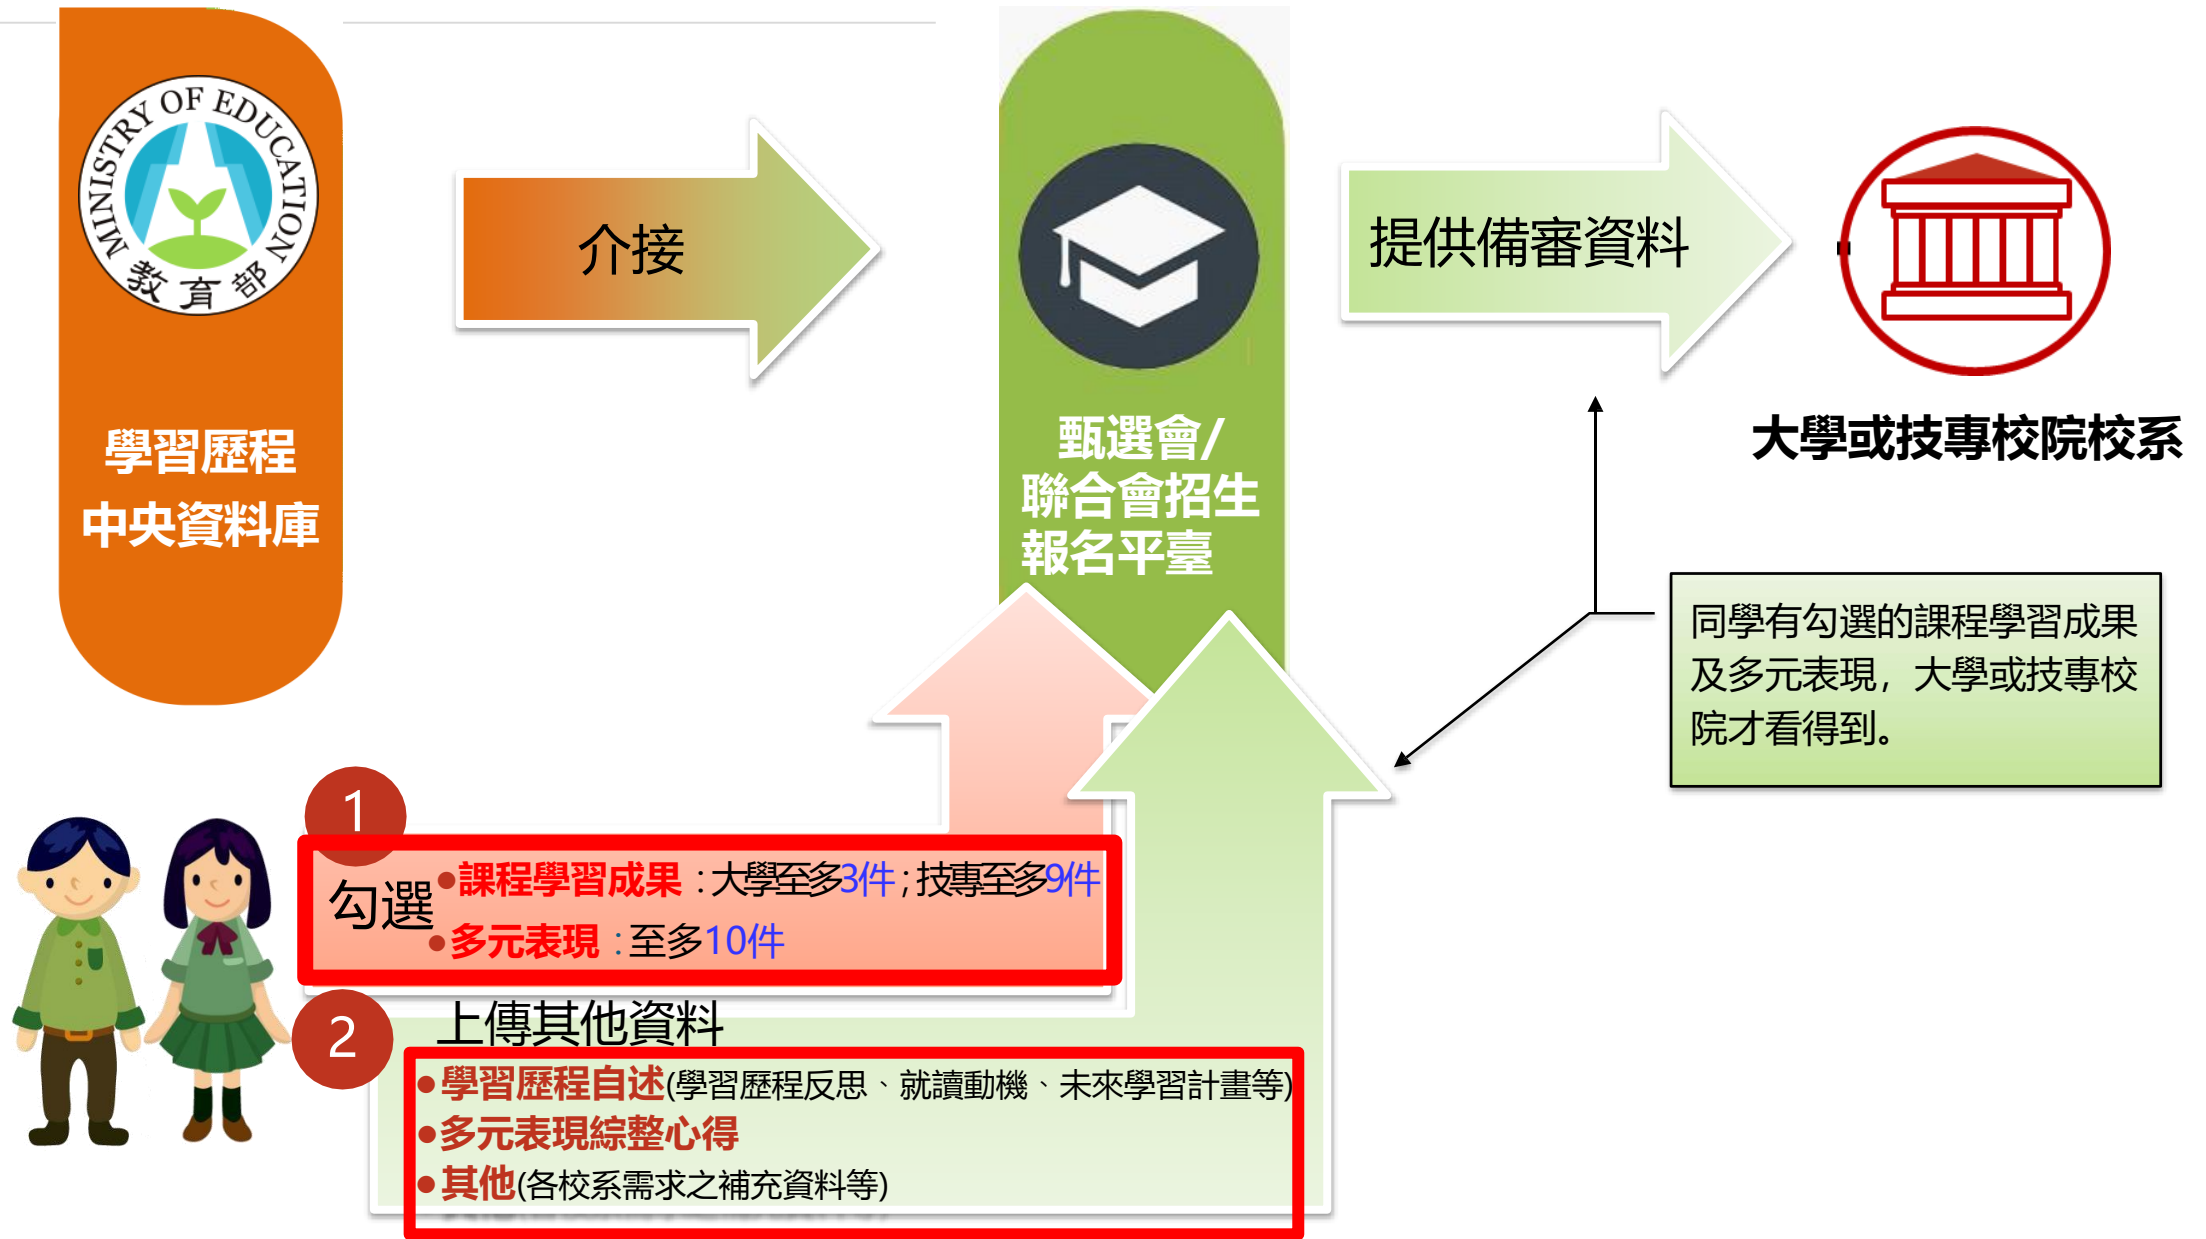 MINISTRY OF EDUCATION
教育部
學習歷程
中央資料庫
介接
甄選會/
聯合會招生
報名平臺
提供備審資料
大學或技專校院校系
同學有勾選的課程學習成果
及多元表現，大學或技專校
院才看得到。
1
勾選
●課程學習成果：大學至多3件；技專至多9件
●多元表現：至多10件
2
上傳其他資料
●學習歷程自述(學習歷程反思、就讀動機、未來學習計畫等)
●多元表現綜整心得
●其他(各校系需求之補充資料等)